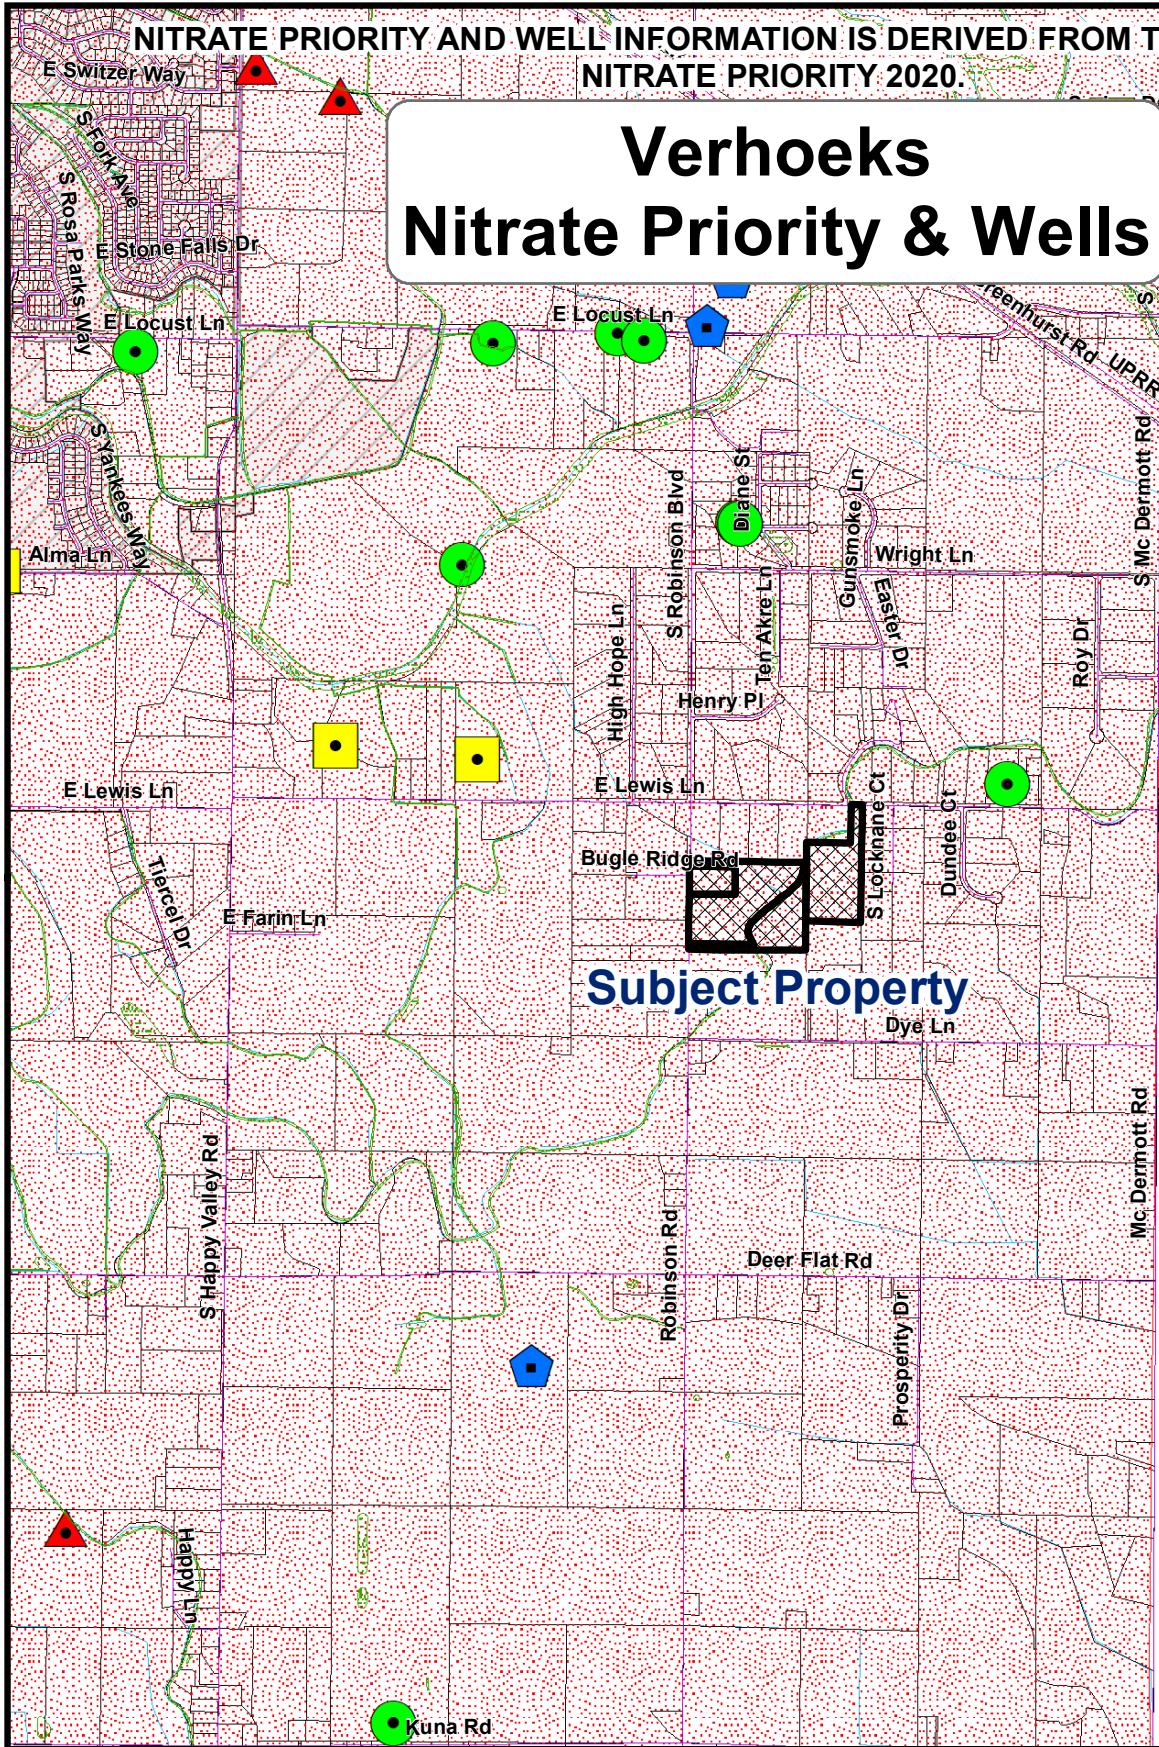 NITRATE PRIORITY AND WELL INFORMATION IS DERIVED FROM T
NITRATE PRIORITY 2020.
Verhoeks
Nitrate Priority & Wells
E Switzer Way
S Fork Ave
S Rosa Parks Way
E Stone Falls Dr
E Locust Ln
E Locust Ln
Greenhurst Rd
UPRR
S
S Yankees Way
Alma Ln
S Robinson Blvd
Diane St
Gunsmoke Ln
Wright Ln
S Mc Dermott Rd
High Hope Ln
Ten Akre Ln
Easter Dr
Roy Dr
Henry Pl
E Lewis Ln
E Lewis Ln
S Locknane Ct
Dundee Ct
Bugle Ridge Rd
Tiercel Dr
E Farin Ln
Subject Property
Dye Ln
S Happy Valley Rd
Mc Dermott Rd
Robinson Rd
Deer Flat Rd
Prosperity Dr
Happy Ln
Kuna Rd